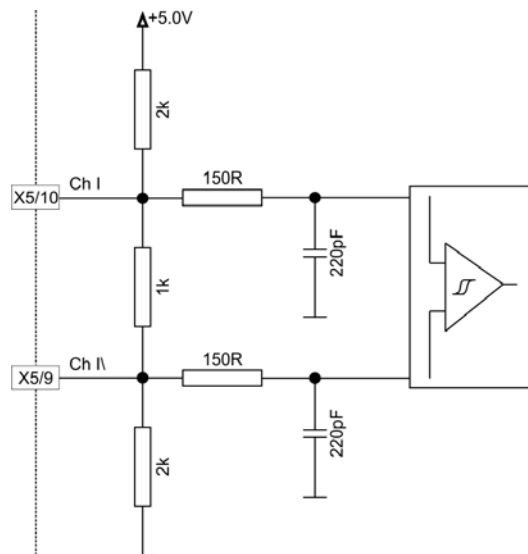 +5.0V
2k
X5/10
Ch I
150R
220pF
1k
X5/9
Ch I\
150R
220pF
2k